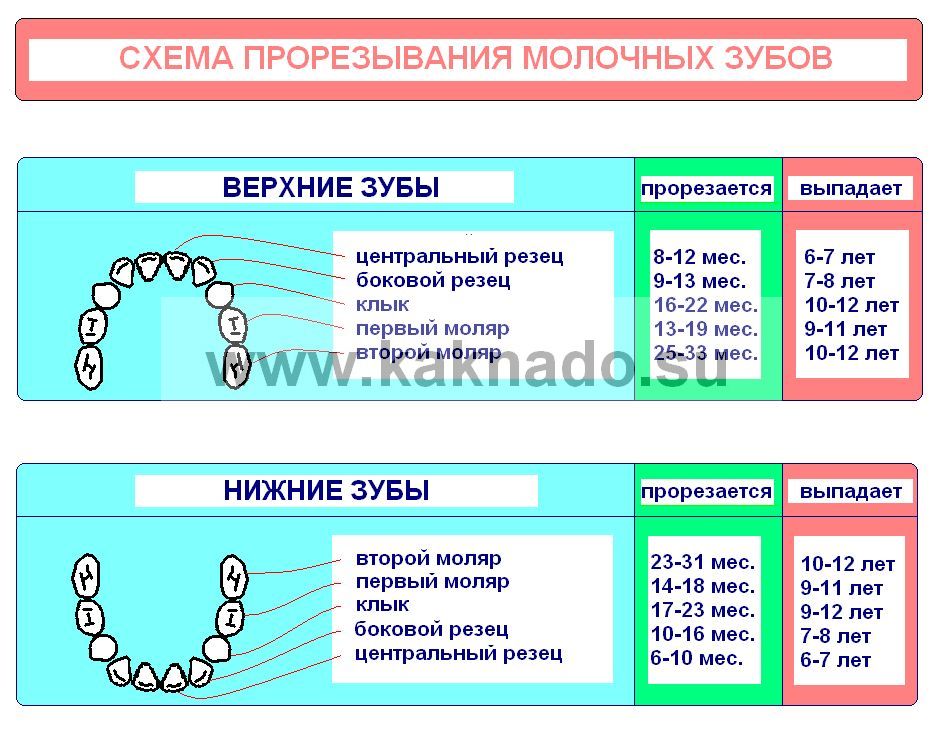 СХЕМА ПРОРЕЗЫВАНИЯ МОЛОЧНЫХ ЗУБОВ
ВЕРХНИЕ ЗУБЫ прорезается выпадает
центральный резец 8-12 мес. 6-7 лет
боковой резец 9-13 мес. 7-8 лет
клык 16-22 мес. 10-12 лет
первый моляр 13-19 мес. 9-11 лет
второй моляр 25-33 мес. 10-12 лет
www.kaknado.su
НИЖНИЕ ЗУБЫ прорезается выпадает
второй моляр 23-31 мес. 10-12 лет
первый моляр 14-18 мес. 9-11 лет
клык 17-23 мес. 9-12 лет
боковой резец 10-16 мес. 7-8 лет
центральный резец 6-10 мес. 6-7 лет